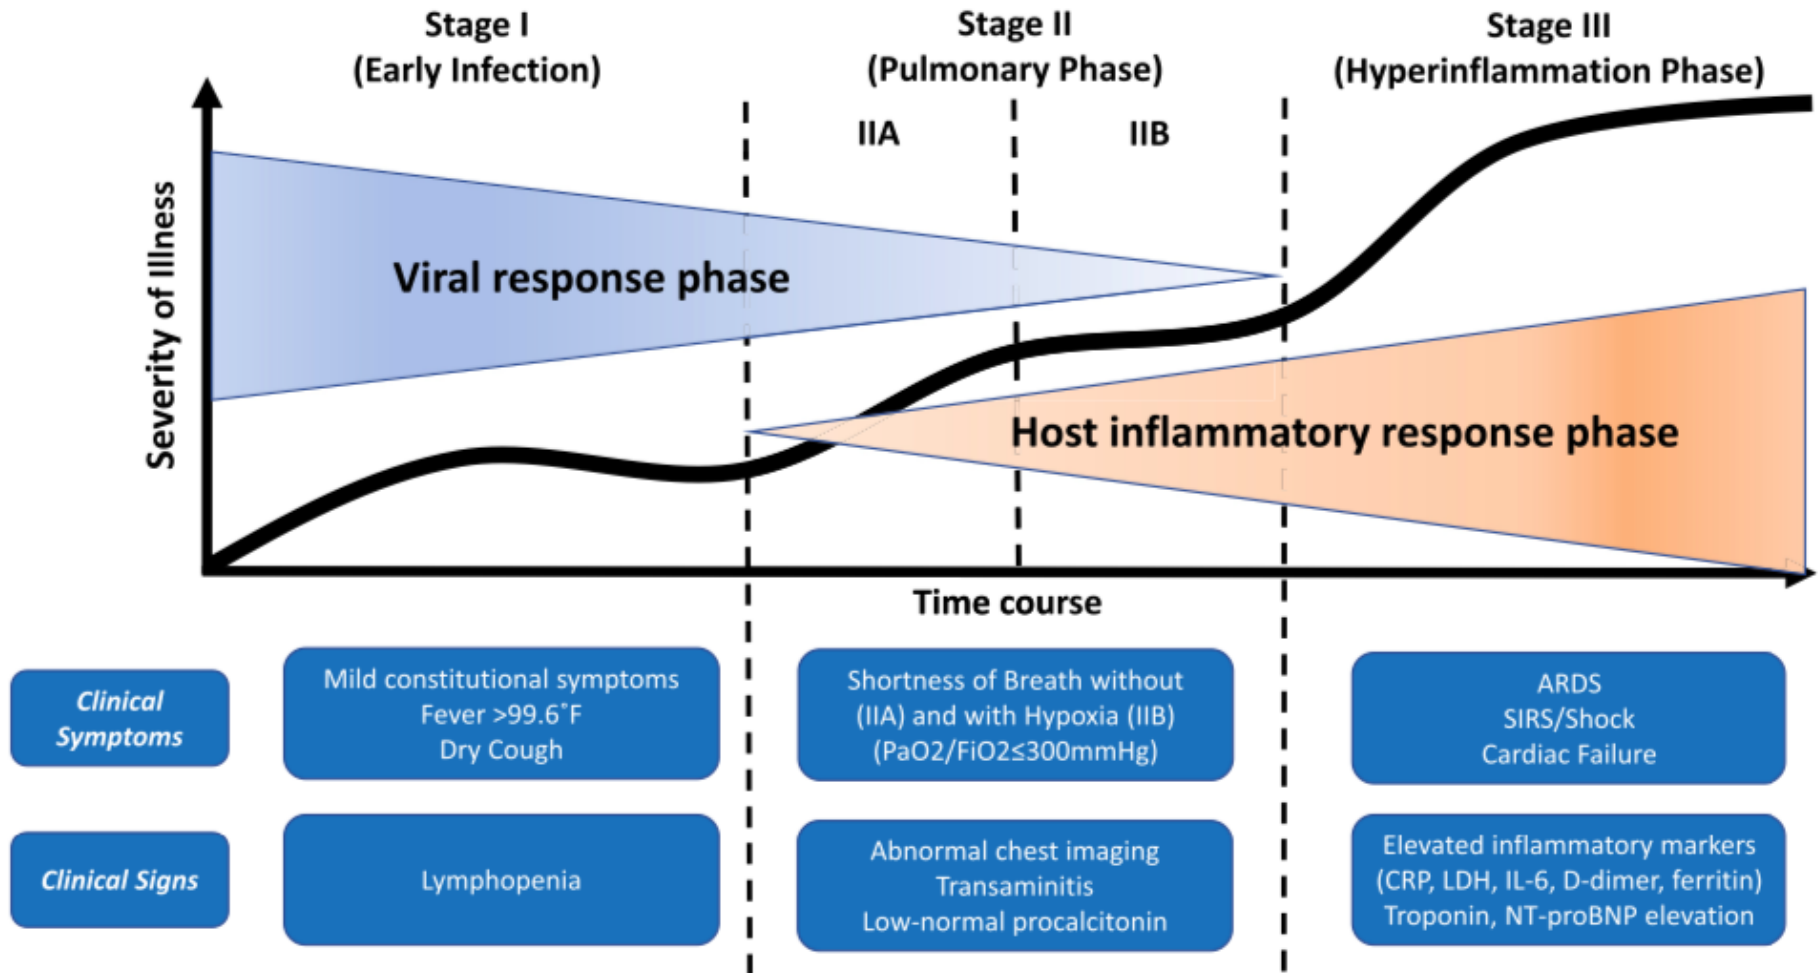 Stage I
(Early Infection)
Stage II
(Pulmonary Phase)
Stage III
(Hyperinflammation Phase)
IIA
IIB
Severity of Illness
Viral response phase
Host inflammatory response phase
Time course
Clinical
Symptoms
Mild constitutional symptoms
Fever >99.6°F
Dry Cough
Shortness of Breath without
(IIA) and with Hypoxia (IIB)
(PaO2/FiO2≤300mmHg)
ARDS
SIRS/Shock
Cardiac Failure
Clinical Signs
Lymphopenia
Abnormal chest imaging
Transaminitis
Low-normal procalcitonin
Elevated inflammatory markers
(CRP, LDH, IL-6, D-dimer, ferritin)
Troponin, NT-proBNP elevation